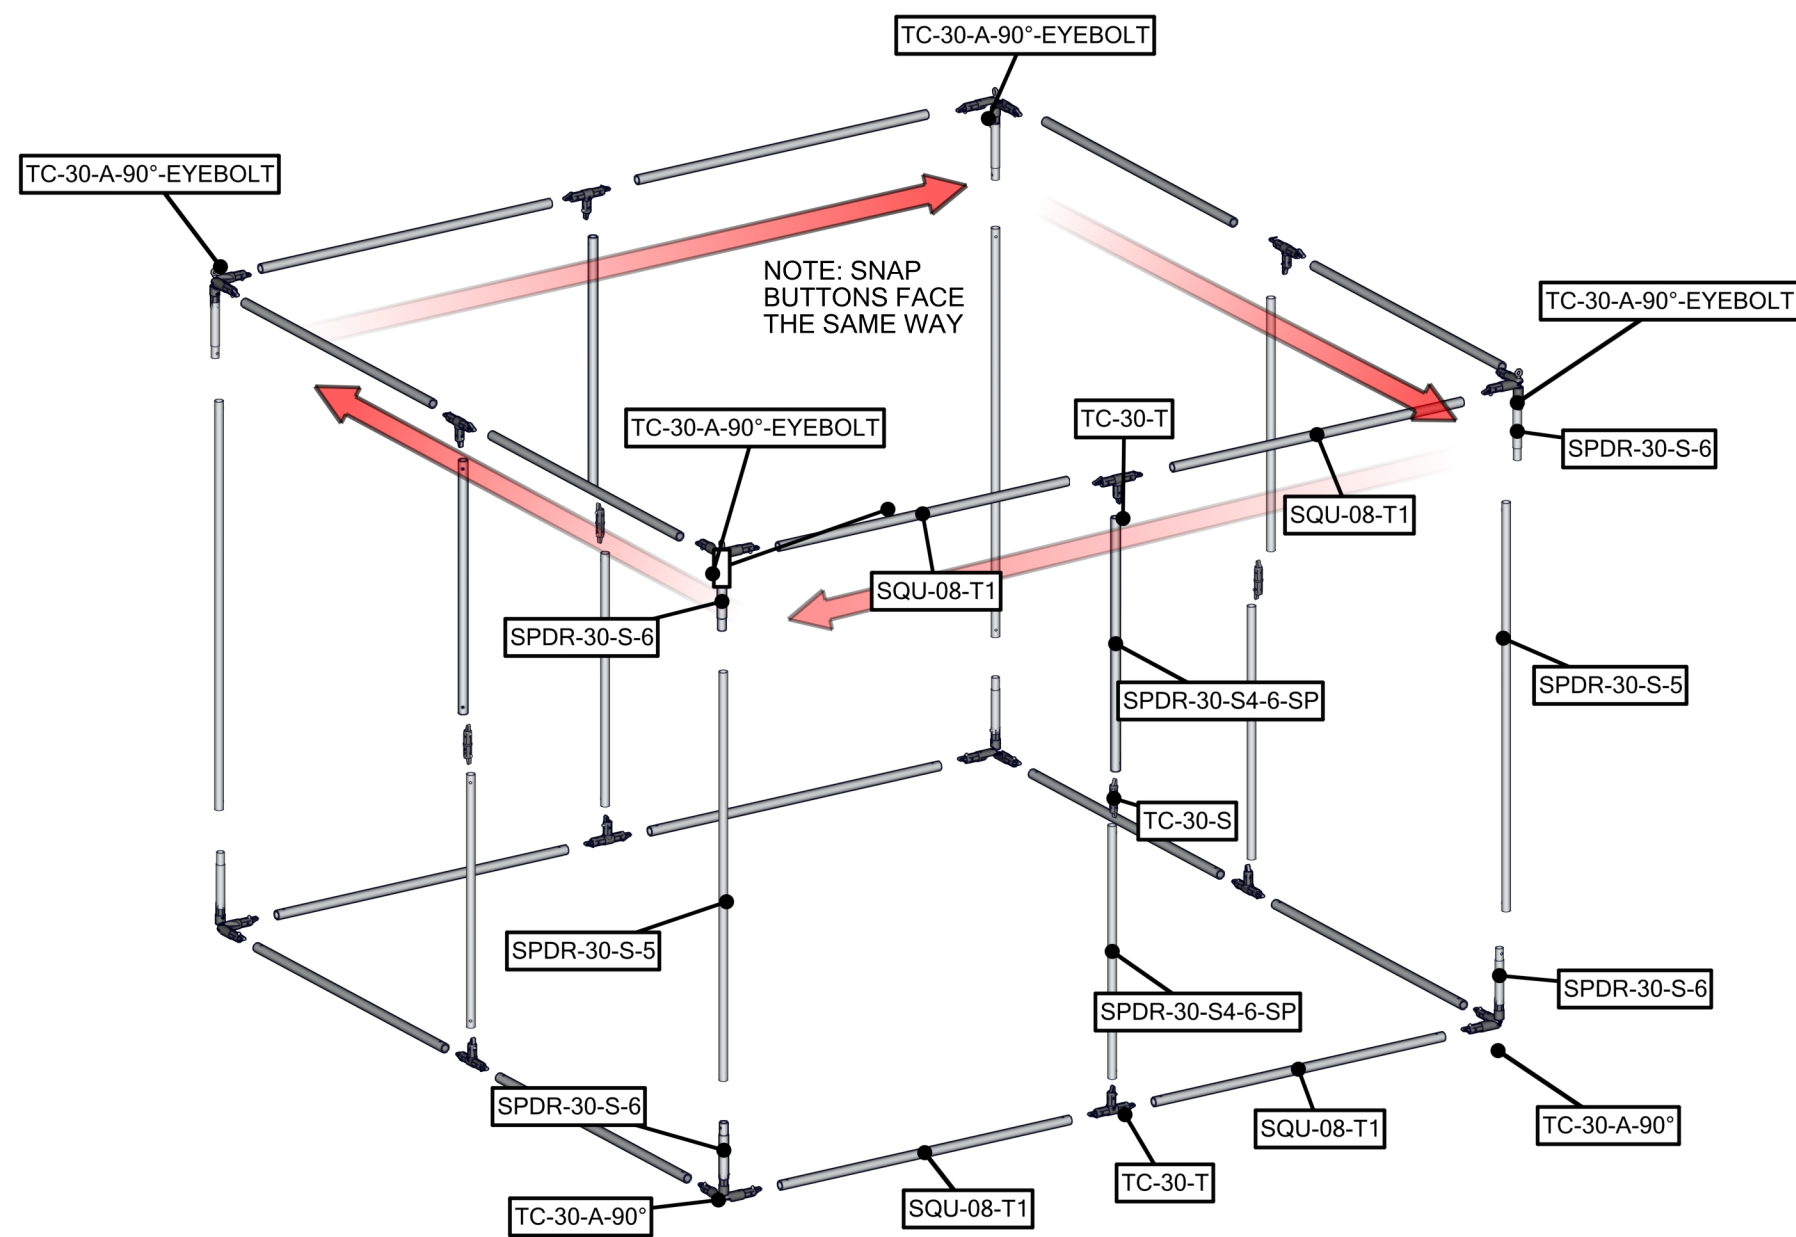 TC-30-A-90°-EYEBOLT
TC-30-A-90°-EYEBOLT
NOTE: SNAP
BUTTONS FACE
THE SAME WAY
TC-30-A-90°-EYEBOLT
TC-30-A-90°-EYEBOLT
TC-30-T
SPDR-30-S-6
SQU-08-T1
SQU-08-T1
SPDR-30-S-6
SPDR-30-S-5
SPDR-30-S4-6-SP
TC-30-S
SPDR-30-S-5
SPDR-30-S-6
SPDR-30-S4-6-SP
SPDR-30-S-6
TC-30-A-90°
SQU-08-T1
TC-30-T
SQU-08-T1
TC-30-A-90°